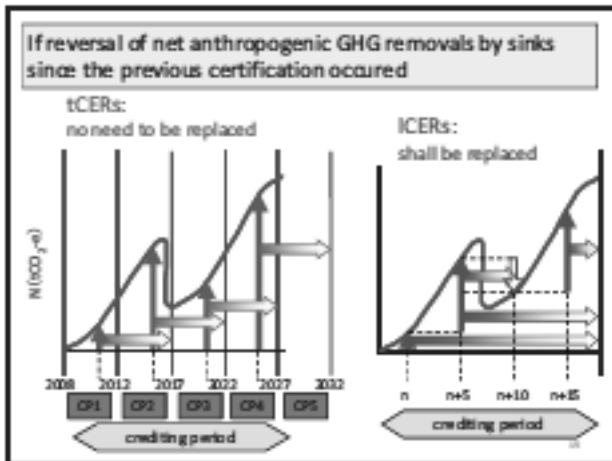 If reversal of net anthropogenic GHG removals by sinks
since the previous certification occurred
tCERs:
no need to be replaced
lCERs:
shall be replaced
N (tCO2-e)
2008 2012 2017 2022 2027 2032
CP1 CP2 CP3 CP4 CP5
crediting period
n n+5 n+10 n+15
crediting period